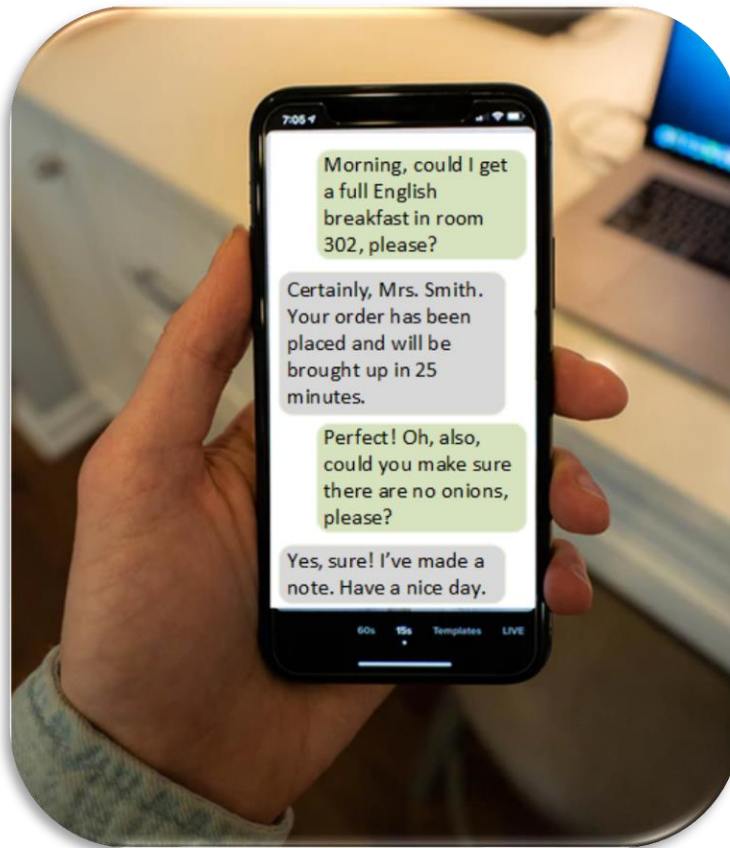 7:05
Morning, could I get
a full English
breakfast in room
302, please?
Certainly, Mrs. Smith.
Your order has been
placed and will be
brought up in 25
minutes.
Perfect! Oh, also,
could you make sure
there are no onions,
please?
Yes, sure! I’ve made a
note. Have a nice day.
60s 15s Templates LIVE